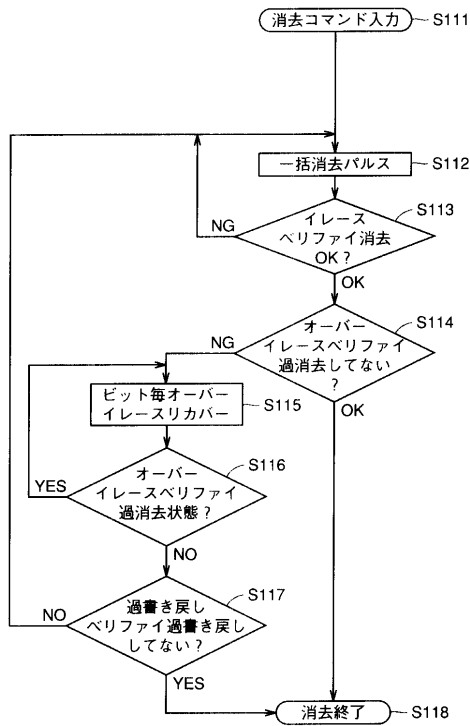 消去コマンド入力
S111
一括消去パルス
S112
イレース
ベリファイ消去
OK?
S113
NG
OK
オーバー
イレースベリファイ
過消去してない
?
S114
NG
OK
ビット毎オーバー
イレースリカバー
S115
オーバー
イレースベリファイ
過消去状態?
S116
YES
NO
過書き戻し
ベリファイ過書き戻し
してない?
S117
NO
YES
消去終了
S118